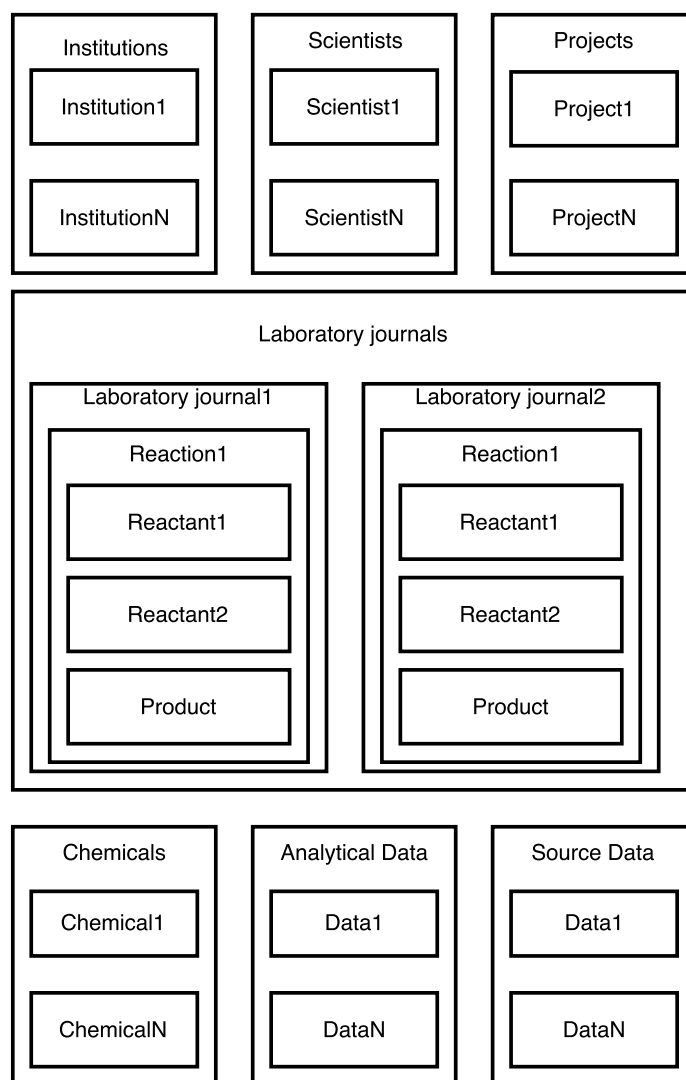 Institutions
Institution1
InstitutionN
Scientists
Scientist1
ScientistN
Projects
Project1
ProjectN
Laboratory journals
Laboratory journal1
Reaction1
Reactant1
Reactant2
Product
Laboratory journal2
Reaction1
Reactant1
Reactant2
Product
Chemicals
Chemical1
ChemicalN
Analytical Data
Data1
DataN
Source Data
Data1
DataN